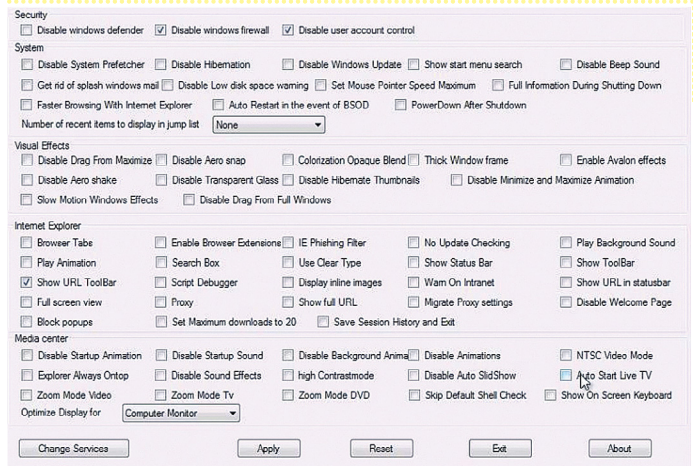 Security
Disable windows defender Disable windows firewall Disable user account control
System
Disable System Prefetcher Disable Hibernation Disable Windows Update Show start menu search Disable Beep Sound
Get rid of splash windows mail Disable Low disk space warning Set Mouse Pointer Speed Maximum Full Information During Shutting Down
Faster Browsing With Internet Explorer Auto Restart in the event of BSOD PowerDown After Shutdown
Number of recent items to display in jump list None
Visual Effects
Disable Drag From Maximize Disable Aero snap Colorization Opaque Blend Thick Window frame Enable Avalon effects
Disable Aero shake Disable Transparent Glass Disable Hibernate Thumbnails Disable Minimize and Maximize Animation
Slow Motion Windows Effects Disable Drag From Full Windows
Internet Explorer
Browser Tabs Enable Browser Extensions IE Phishing Filter No Update Checking Play Background Sound
Play Animation Search Box Use Clear Type Show Status Bar Show ToolBar
Show URL ToolBar Script Debugger Display inline images Warn On Intranet Show URL in statusbar
Full screen view Proxy Show full URL Migrate Proxy settings Disable Welcome Page
Block popups Set Maximum downloads to 20 Save Session History and Exit
Media center
Disable Startup Animation Disable Startup Sound Disable Background Anima Disable Animations NTSC Video Mode
Explorer Always Ontop Disable Sound Effects high Contrastmode Disable Auto SlidShow Auto Start Live TV
Zoom Mode Video Zoom Mode Tv Zoom Mode DVD Skip Default Shell Check Show On Screen Keyboard
Optimize Display for Computer Monitor
Change Services Apply Reset Exit About